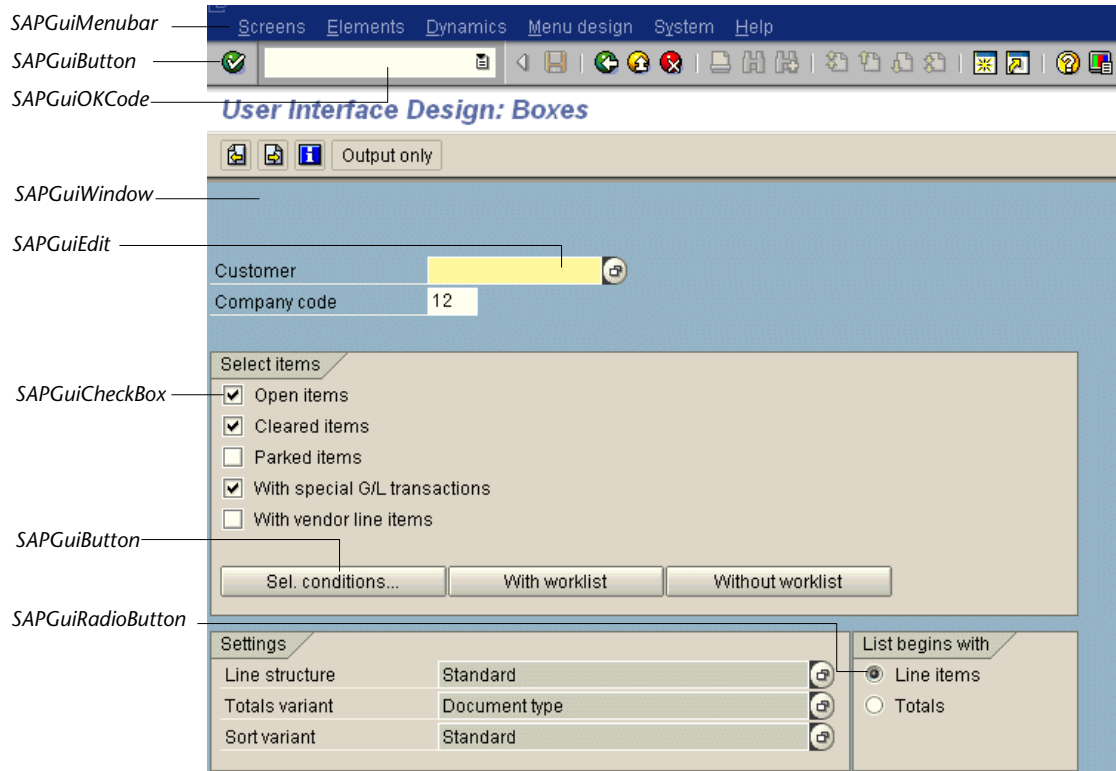 SAPGuiMenubar
Screens Elements Dynamics Menu design System Help
SAPGuiButton
SAPGuiOKCode
User Interface Design: Boxes
Output only
SAPGuiWindow
SAPGuiEdit
Customer
Company code 12
Select items
SAPGuiCheckBox
Open items
Cleared items
Parked items
With special G/L transactions
With vendor line items
SAPGuiButton
Sel. conditions... With worklist Without worklist
SAPGuiRadioButton
Settings List begins with
Line structure Standard Line items
Totals variant Document type Totals
Sort variant Standard